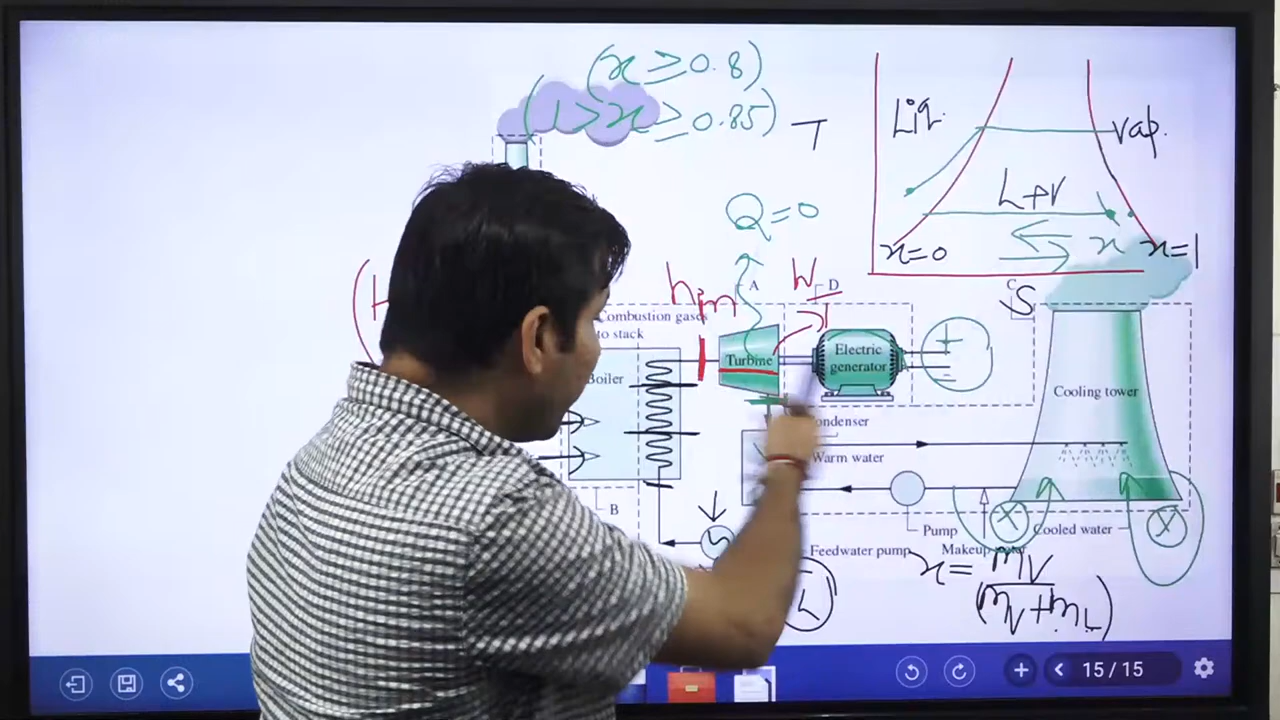 (x ≥ 0.8)
(1 > x ≥ 0.85)
T
Liq.
vap.
L+V
x=0
x
x=1
S
Q=0
h in
W
A
D
C
Combustion gases
to stack
Turbine
Electric
generator
Boiler
Cooling tower
Warm water
B
Pump
Cooled water
Feedwater pump
x = mv
(mv + mL)
L
15 / 15